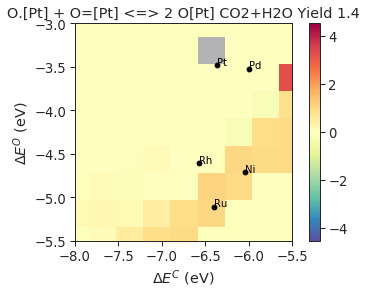 O.[Pt] + O=[Pt] <=> 2 O[Pt] CO2+H2O Yield 1.4
−3.0
−3.5
−4.0
−4.5
−5.0
−5.5
ΔE^O (eV)
Pt
Pd
Rh
Ni
Ru
−8.0 −7.5 −7.0 −6.5 −6.0 −5.5
ΔE^C (eV)
4
2
0
−2
−4